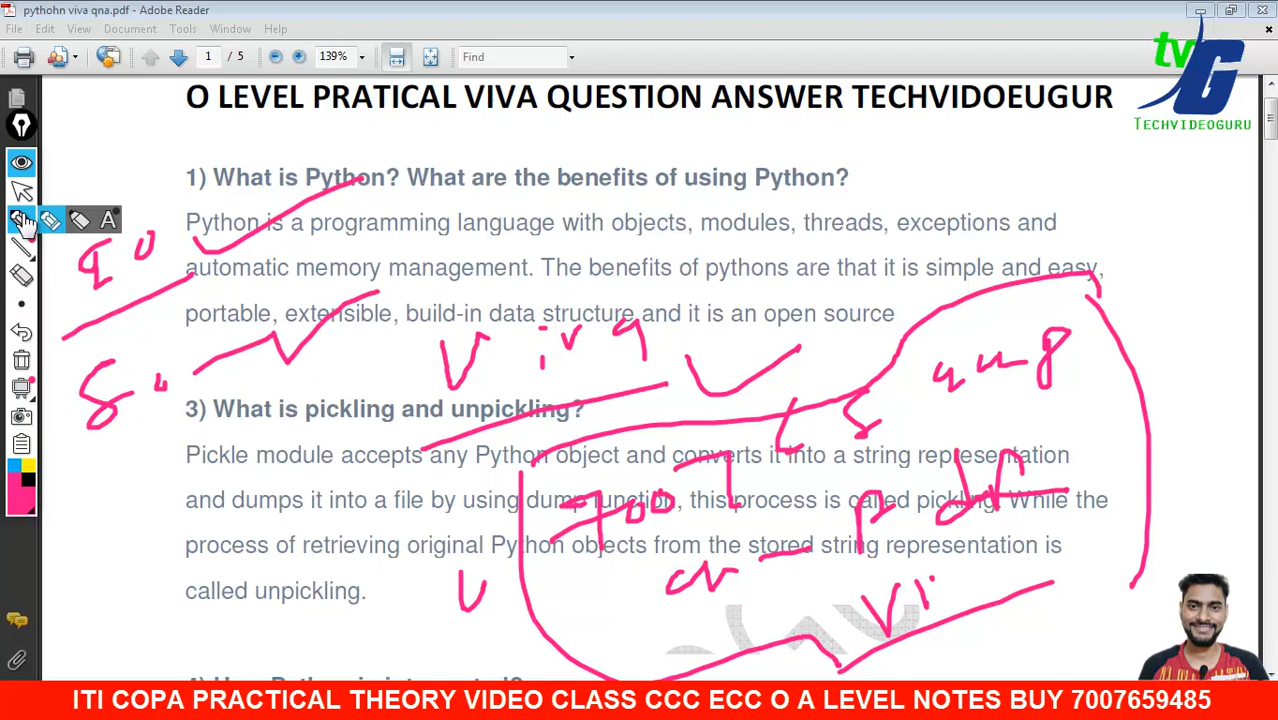 pythohn viva qna.pdf - Adobe Reader
File Edit View Document Tools Window Help
1 / 5 139% Find
tv
G
TECHVIDEOGURU
O LEVEL PRATICAL VIVA QUESTION ANSWER TECHVIDOEUGUR
1) What is Python? What are the benefits of using Python?
Python is a programming language with objects, modules, threads, exceptions and
automatic memory management. The benefits of pythons are that it is simple and easy,
portable, extensible, build-in data structure and it is an open source
Viva
3) What is pickling and unpickling?
Pickle module accepts any Python object and converts it into a string representation
and dumps it into a file by using dump function, this process is called pickling. While the
process of retrieving original Python objects from the stored string representation is
called unpickling.
pdf
Vi
A
ITI COPA PRACTICAL THEORY VIDEO CLASS CCC ECC O A LEVEL NOTES BUY 7007659485